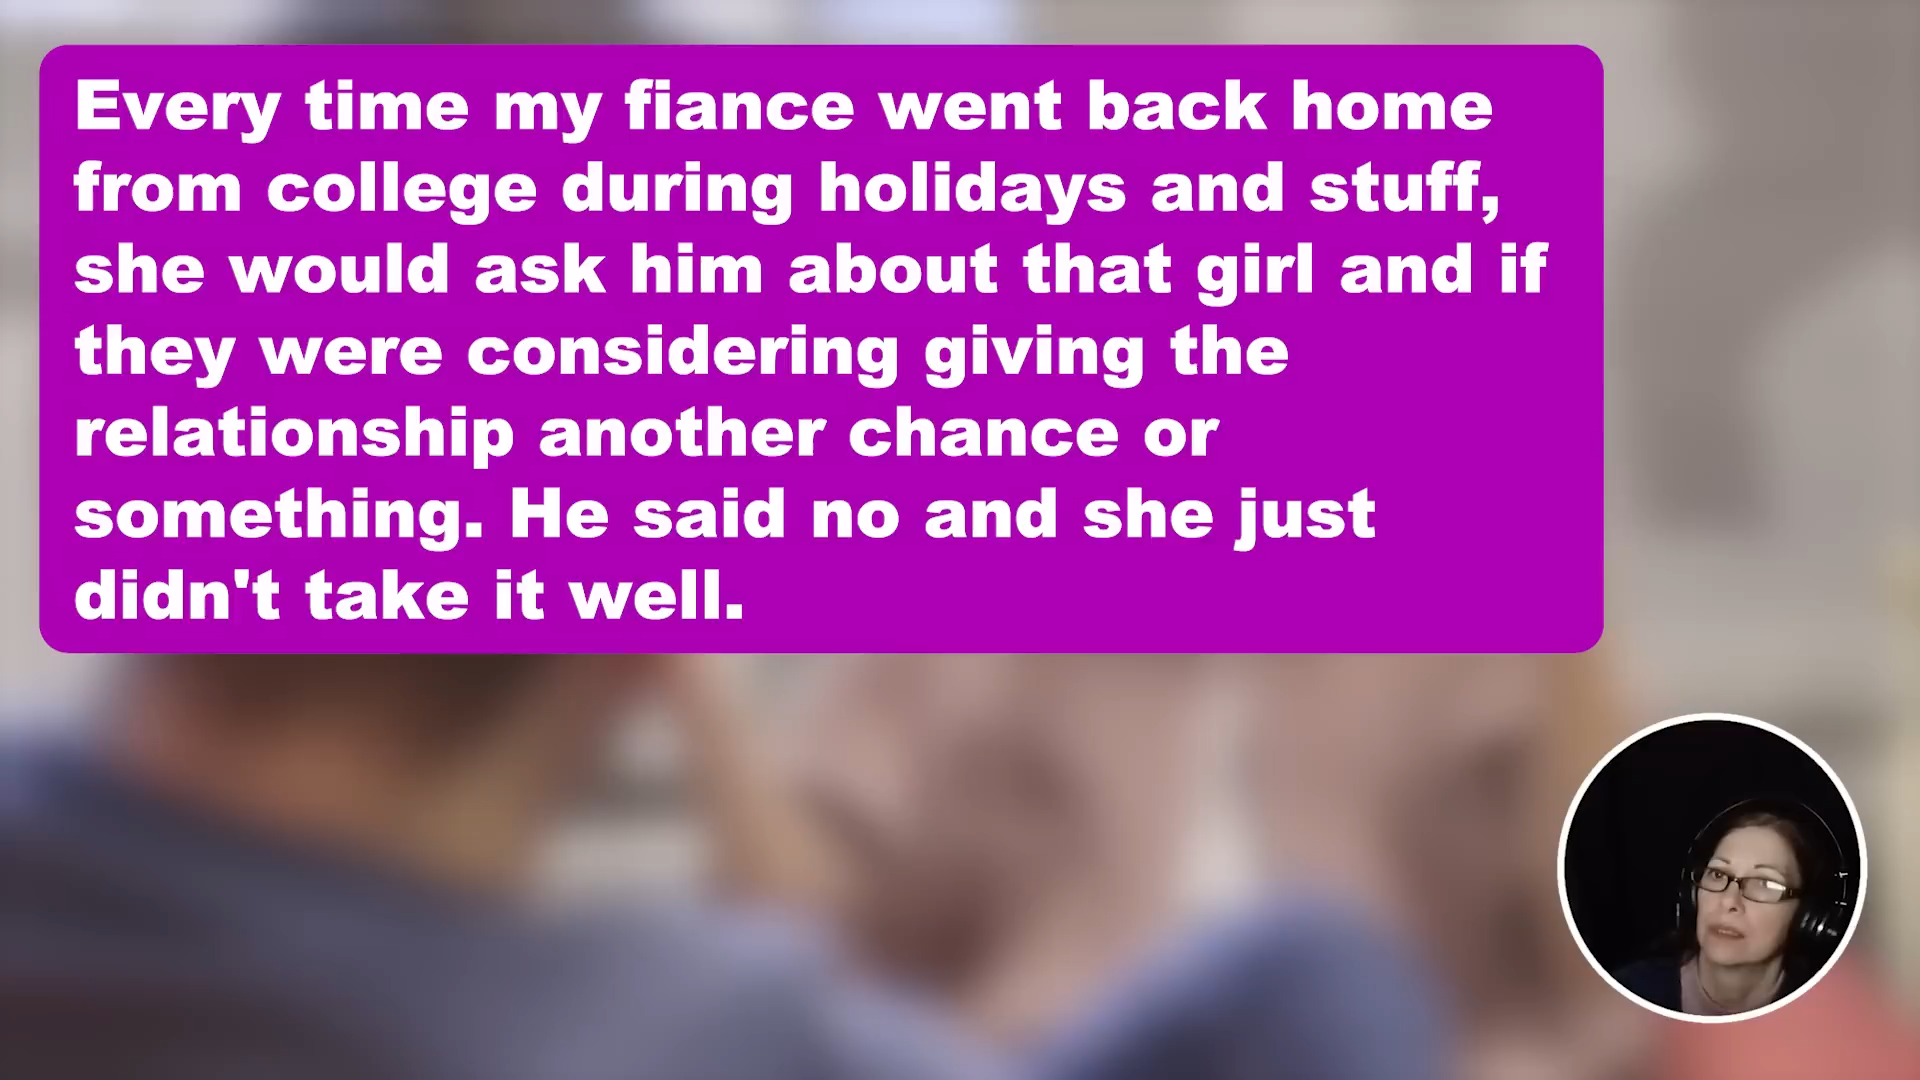 Every time my fiance went back home
from college during holidays and stuff,
she would ask him about that girl and if
they were considering giving the
relationship another chance or
something. He said no and she just
didn't take it well.